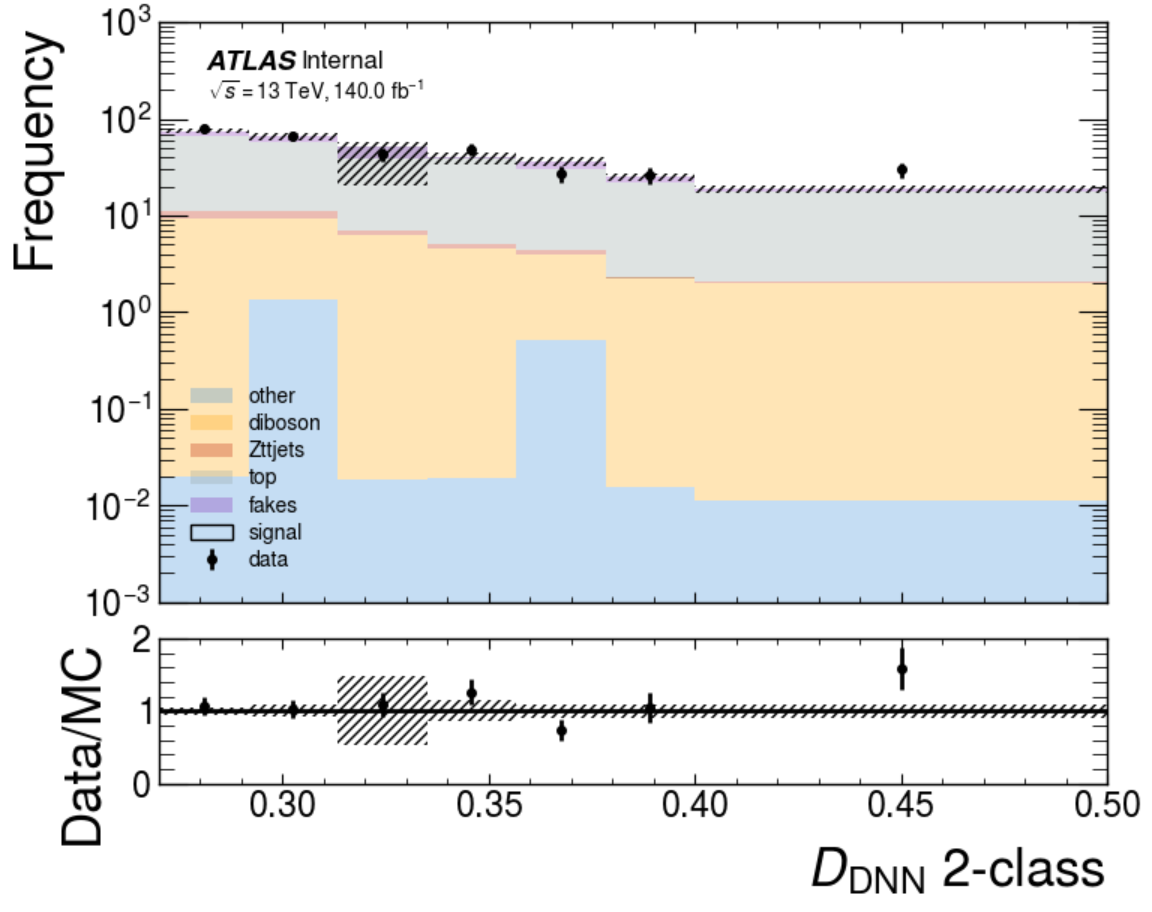 Frequency
10³
10²
10¹
10⁰
10⁻¹
10⁻²
10⁻³
ATLAS Internal
√s = 13 TeV, 140.0 fb⁻¹
other
diboson
Zttjets
top
fakes
signal
data
Data/MC
2
1
0
0.30 0.35 0.40 0.45 0.50
D_DNN 2-class